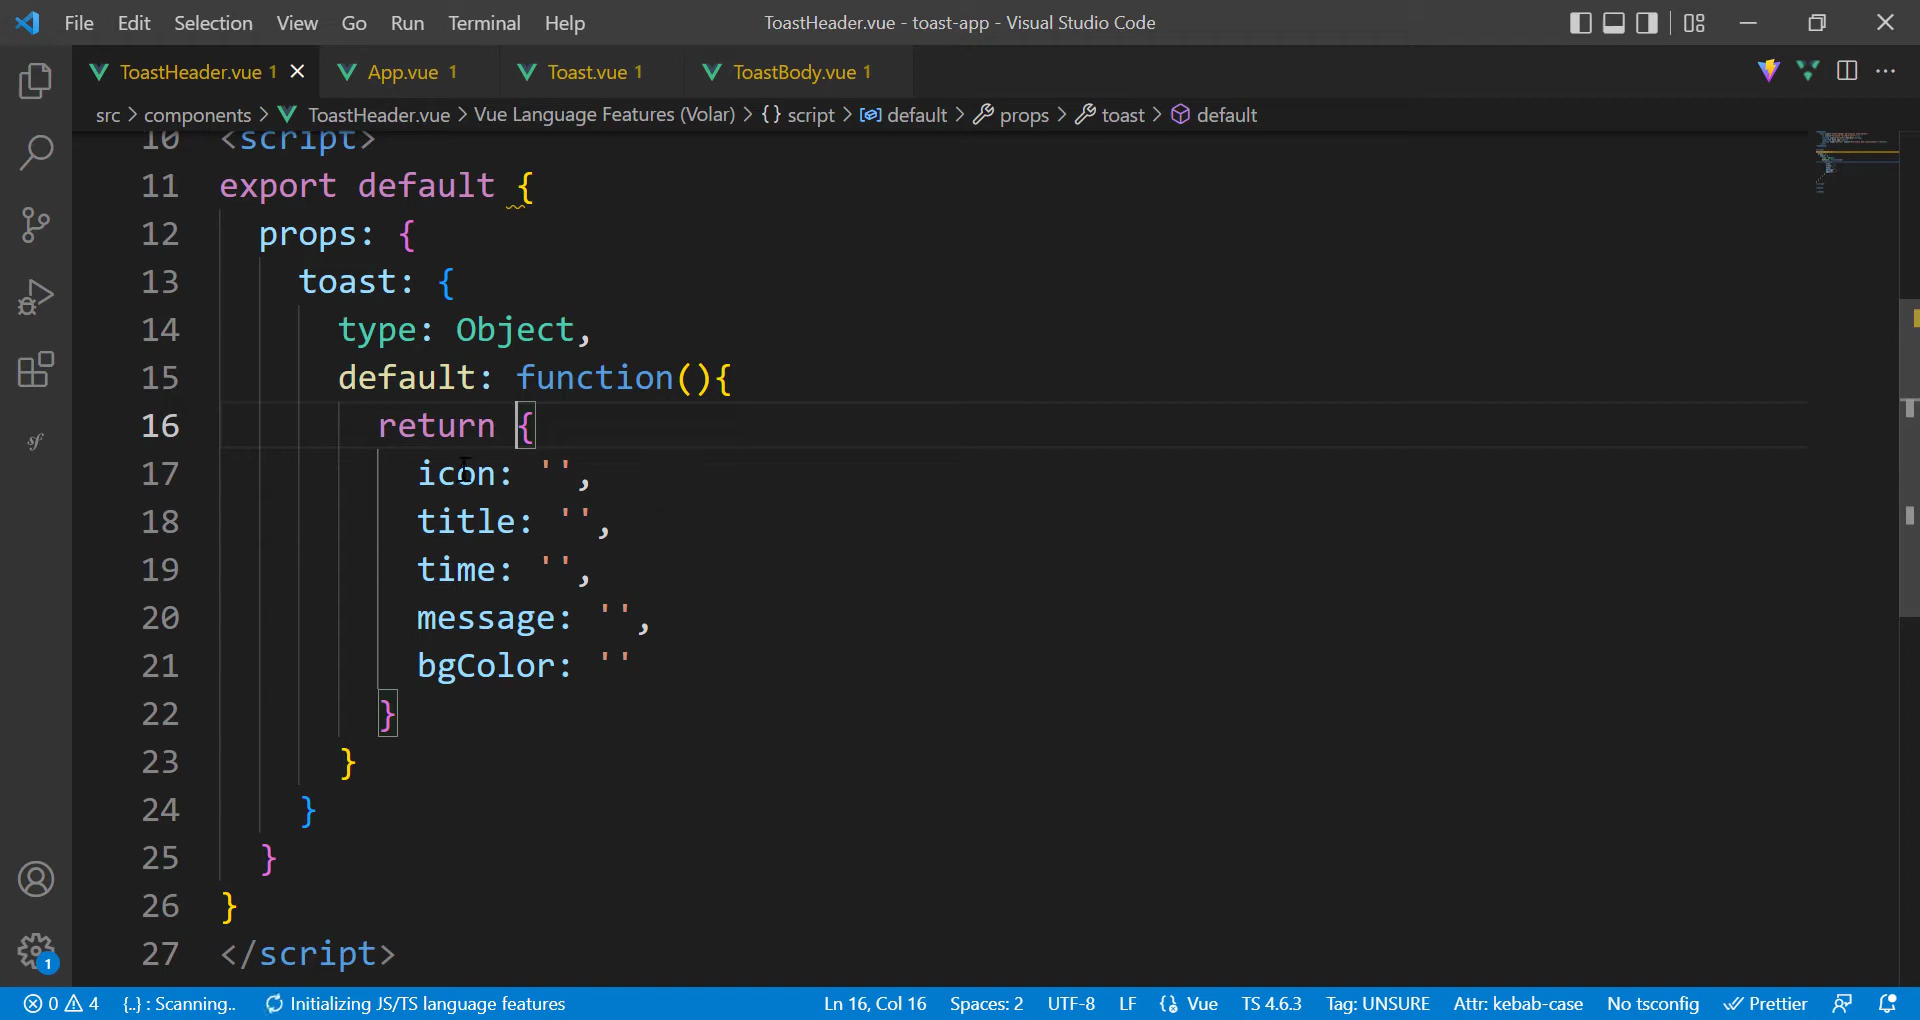 File Edit Selection View Go Run Terminal Help ToastHeader.vue - toast-app - Visual Studio Code
ToastHeader.vue 1 App.vue 1 Toast.vue 1 ToastBody.vue 1
src > components > ToastHeader.vue > Vue Language Features (Volar) > {} script > default > props > toast > default
10 <script>
11 export default {
12 props: {
13 toast: {
14 type: Object,
15 default: function(){
16 return {
17 icon: '',
18 title: '',
19 time: '',
20 message: '',
21 bgColor: ''
22 }
23 }
24 }
25 }
26 }
27 </script>
sf
1
0 4 {..} : Scanning.. Initializing JS/TS language features Ln 16, Col 16 Spaces: 2 UTF-8 LF Vue TS 4.6.3 Tag: UNSURE Attr: kebab-case No tsconfig Prettier